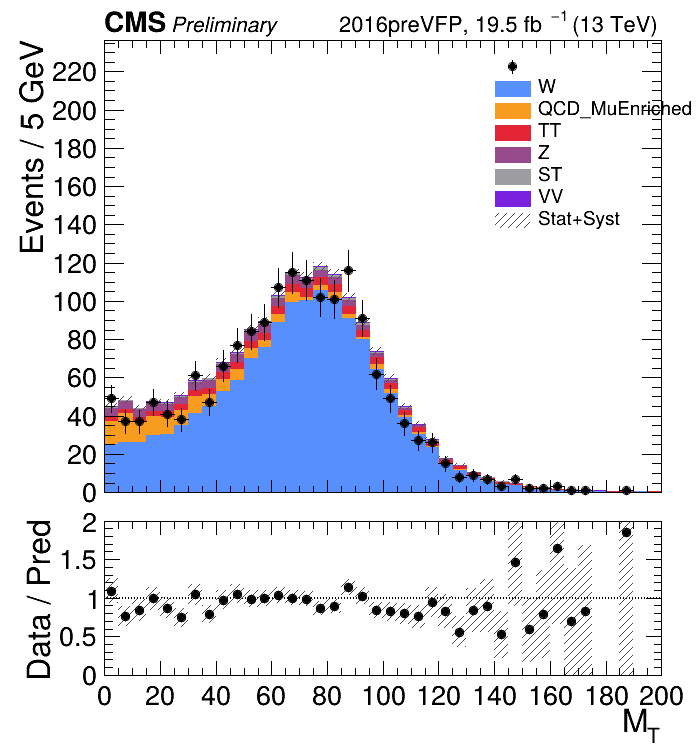 CMS Preliminary 2016preVFP, 19.5 fb⁻¹ (13 TeV)
Events / 5 GeV
220
200
180
160
140
120
100
80
60
40
20
0
W
QCD_MuEnriched
TT
Z
ST
VV
Stat+Syst
Data / Pred
2
1.5
1
0.5
0
0 20 40 60 80 100 120 140 160 180 200
M_T